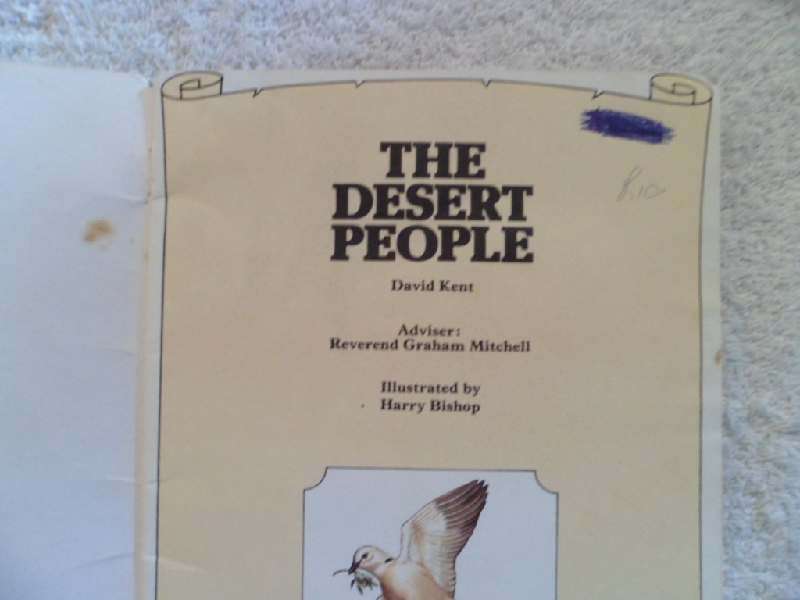 THE
DESERT
PEOPLE
David Kent
Adviser:
Reverend Graham Mitchell
Illustrated by
Harry Bishop